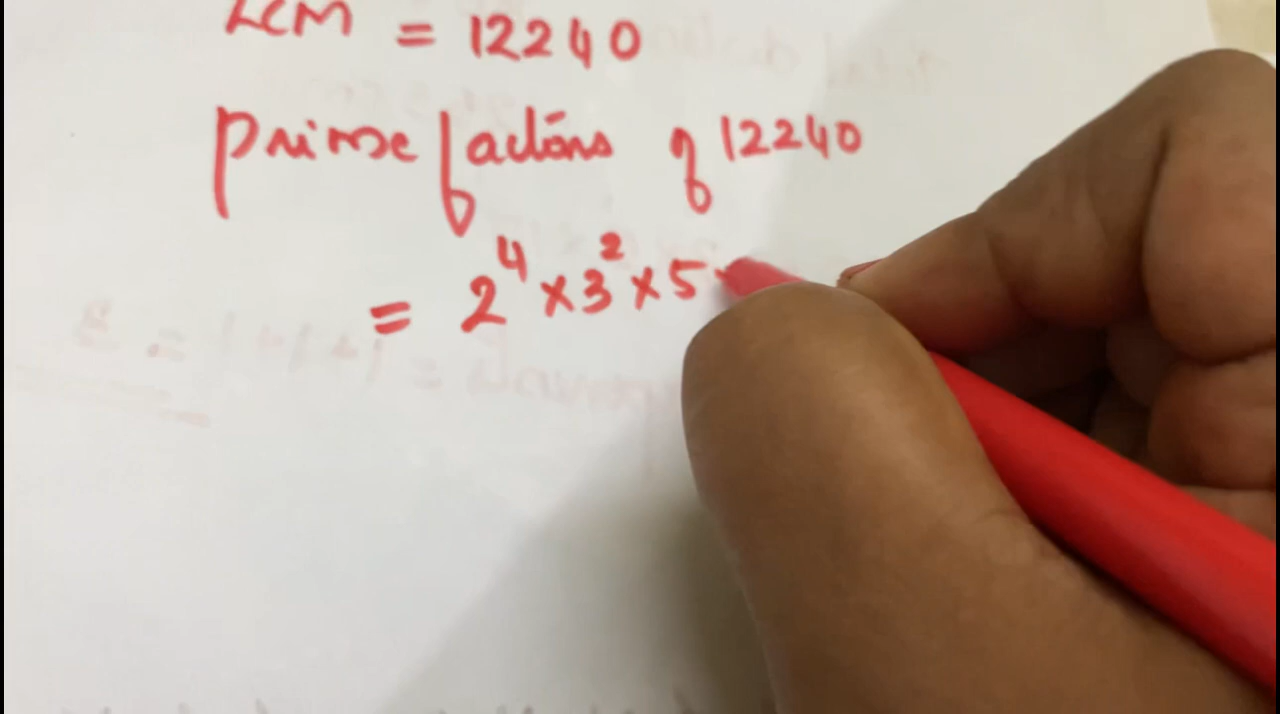 LCM = 12240
prime factors of 12240
= 2⁴ × 3² × 5